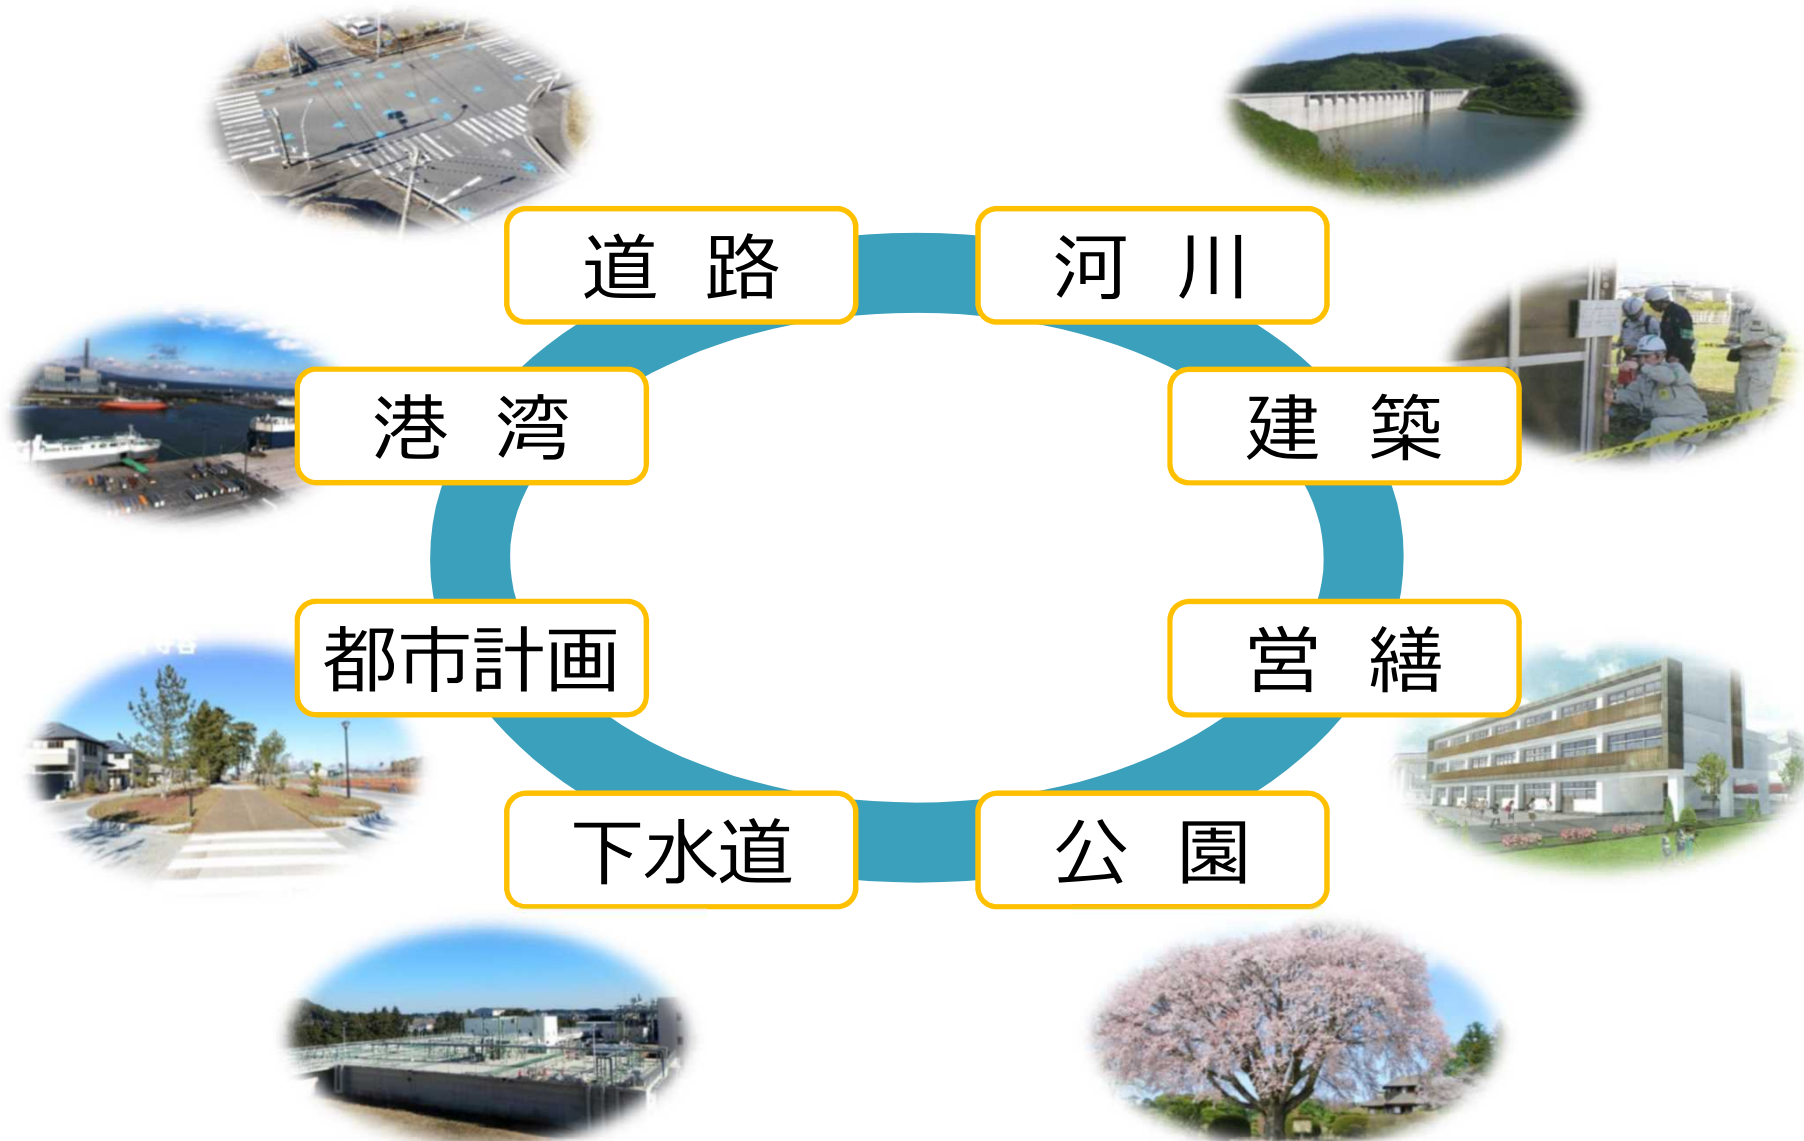 道 路
河 川
港 湾
建 築
都市計画
営 繕
下水道
公 園